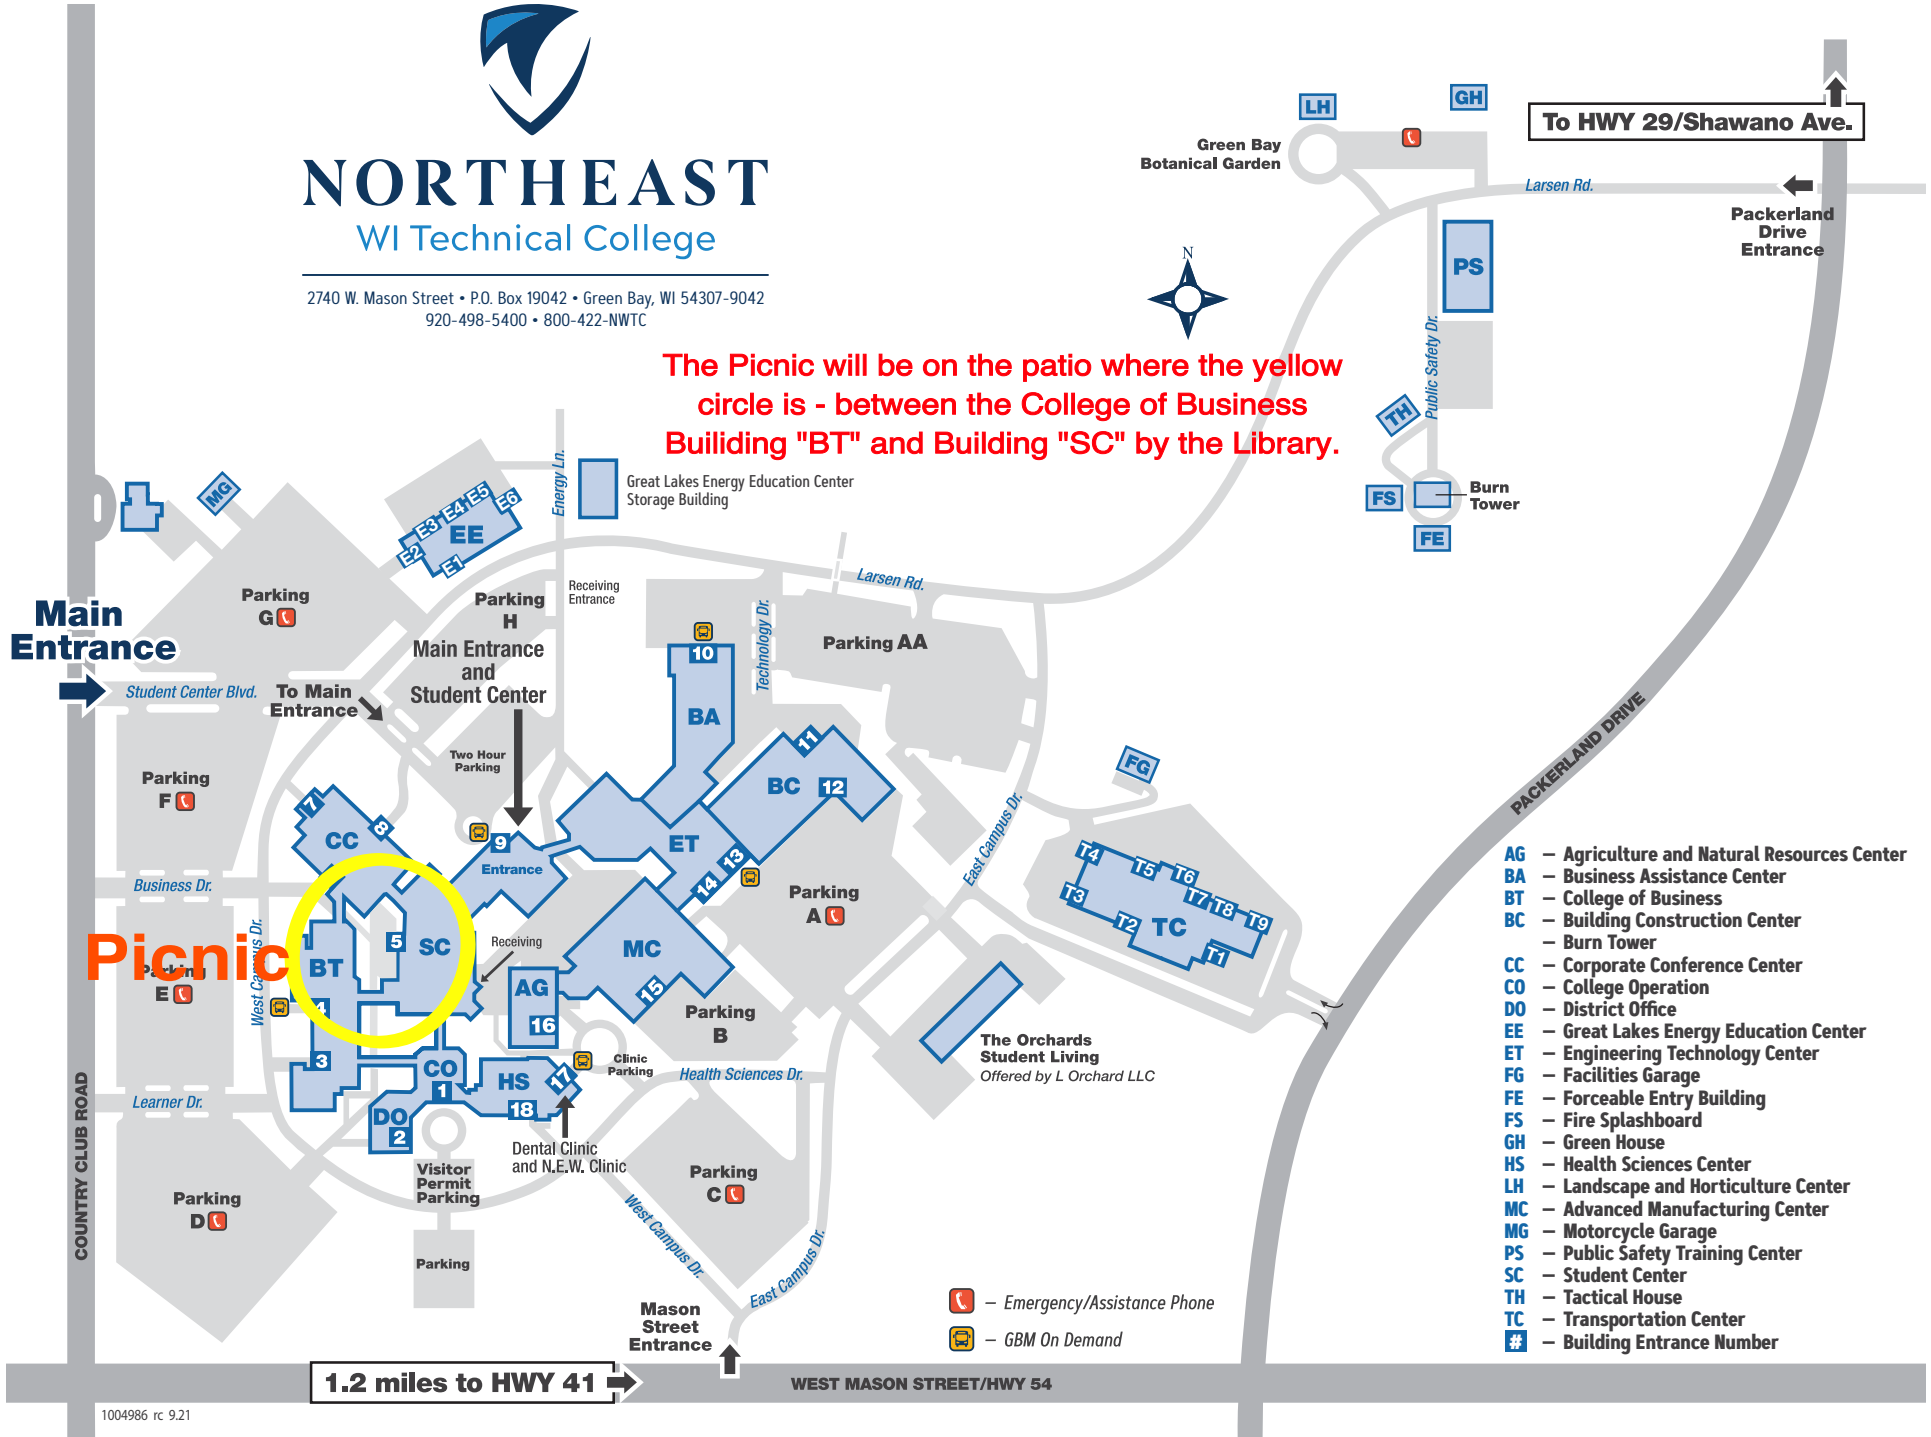 NORTHEAST
WI Technical College
2740 W. Mason Street • P.O. Box 19042 • Green Bay, WI 54307-9042
920-498-5400 • 800-422-NWTC
LH
GH
To HWY 29/Shawano Ave.
Green Bay
Botanical Garden
Larsen Rd.
Packerland
Drive
Entrance
PS
N
Public Safety Dr.
The Picnic will be on the patio where the yellow
circle is - between the College of Business
Builiding "BT" and Building "SC" by the Library.
TH
FS
Burn
Tower
FE
MG
Energy Ln.
Great Lakes Energy Education Center
Storage Building
E6
E5
E4
E3
E2
E1
EE
Larsen Rd.
Receiving
Entrance
Parking
G
Parking
H
Main
Entrance
Main Entrance
and
Student Center
Student Center Blvd.
To Main
Entrance
10
BA
Technology Dr.
Parking AA
Two Hour
Parking
Parking
F
11
BC
12
FG
PACKERLAND DRIVE
7
8
CC
9
Entrance
ET
13
14
East Campus Dr.
Parking
A
T4
T5
T6
T7
T8
T9
T3
T2
T1
TC
Business Dr.
West Campus Dr.
Picnic
Parking
E
BT
4
5
SC
Receiving
MC
15
AG
16
Parking
B
The Orchards
Student Living
Offered by L Orchard LLC
3
CO
1
HS
17
18
Clinic
Parking
Health Sciences Dr.
Learner Dr.
DO
2
Dental Clinic
and N.E.W. Clinic
Visitor
Permit
Parking
Parking
C
Parking
D
COUNTRY CLUB ROAD
Parking
West Campus Dr.
East Campus Dr.
Mason
Street
Entrance
– Emergency/Assistance Phone
– GBM On Demand
AG – Agriculture and Natural Resources Center
BA – Business Assistance Center
BT – College of Business
BC – Building Construction Center
– Burn Tower
CC – Corporate Conference Center
CO – College Operation
DO – District Office
EE – Great Lakes Energy Education Center
ET – Engineering Technology Center
FG – Facilities Garage
FE – Forceable Entry Building
FS – Fire Splashboard
GH – Green House
HS – Health Sciences Center
LH – Landscape and Horticulture Center
MC – Advanced Manufacturing Center
MG – Motorcycle Garage
PS – Public Safety Training Center
SC – Student Center
TH – Tactical House
TC – Transportation Center
# – Building Entrance Number
1.2 miles to HWY 41
WEST MASON STREET/HWY 54
1004986 rc 9.21